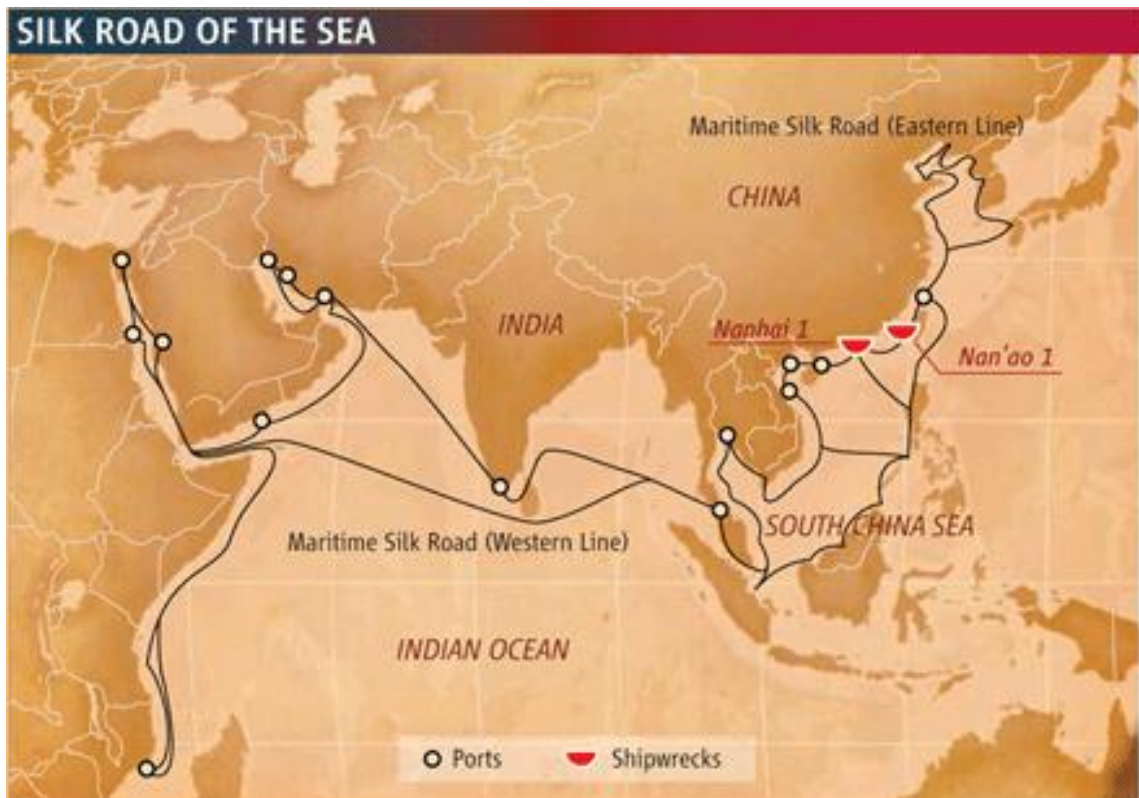 SILK ROAD OF THE SEA
Maritime Silk Road (Eastern Line)
CHINA
INDIA
Nanhai 1
Nan'ao 1
SOUTH CHINA SEA
Maritime Silk Road (Western Line)
INDIAN OCEAN
Ports
Shipwrecks